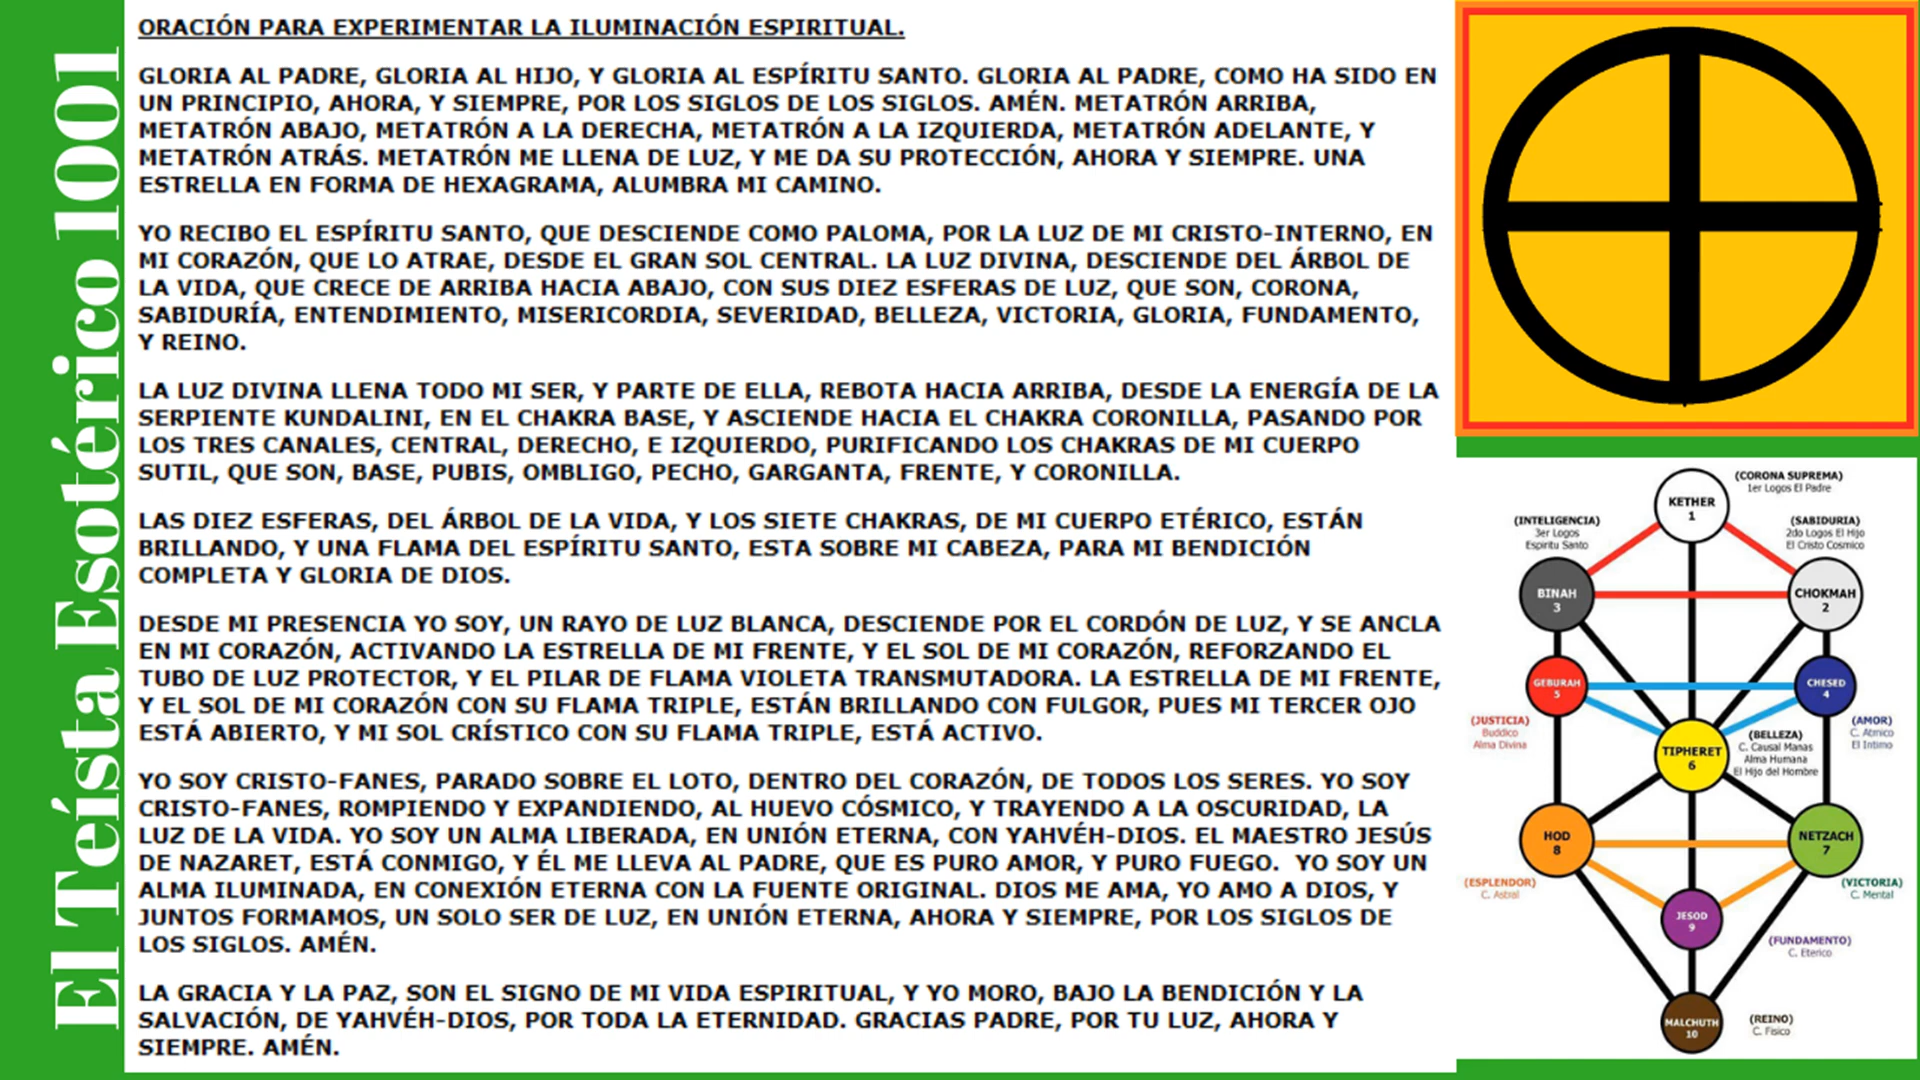 El Teísta Esotérico 1001
ORACIÓN PARA EXPERIMENTAR LA ILUMINACIÓN ESPIRITUAL.
GLORIA AL PADRE, GLORIA AL HIJO, Y GLORIA AL ESPÍRITU SANTO. GLORIA AL PADRE, COMO HA SIDO EN
UN PRINCIPIO, AHORA, Y SIEMPRE, POR LOS SIGLOS DE LOS SIGLOS. AMÉN. METATRÓN ARRIBA,
METATRÓN ABAJO, METATRÓN A LA DERECHA, METATRÓN A LA IZQUIERDA, METATRÓN ADELANTE, Y
METATRÓN ATRÁS. METATRÓN ME LLENA DE LUZ, Y ME DA SU PROTECCIÓN, AHORA Y SIEMPRE. UNA
ESTRELLA EN FORMA DE HEXAGRAMA, ALUMBRA MI CAMINO.
YO RECIBO EL ESPÍRITU SANTO, QUE DESCIENDE COMO PALOMA, POR LA LUZ DE MI CRISTO-INTERNO, EN
MI CORAZÓN, QUE LO ATRAE, DESDE EL GRAN SOL CENTRAL. LA LUZ DIVINA, DESCIENDE DEL ÁRBOL DE
LA VIDA, QUE CRECE DE ARRIBA HACIA ABAJO, CON SUS DIEZ ESFERAS DE LUZ, QUE SON, CORONA,
SABIDURÍA, ENTENDIMIENTO, MISERICORDIA, SEVERIDAD, BELLEZA, VICTORIA, GLORIA, FUNDAMENTO,
Y REINO.
LA LUZ DIVINA LLENA TODO MI SER, Y PARTE DE ELLA, REBOTA HACIA ARRIBA, DESDE LA ENERGÍA DE LA
SERPIENTE KUNDALINI, EN EL CHAKRA BASE, Y ASCIENDE HACIA EL CHAKRA CORONILLA, PASANDO POR
LOS TRES CANALES, CENTRAL, DERECHO, E IZQUIERDO, PURIFICANDO LOS CHAKRAS DE MI CUERPO
SUTIL, QUE SON, BASE, PUBIS, OMBLIGO, PECHO, GARGANTA, FRENTE, Y CORONILLA.
LAS DIEZ ESFERAS, DEL ÁRBOL DE LA VIDA, Y LOS SIETE CHAKRAS, DE MI CUERPO ETÉRICO, ESTÁN
BRILLANDO, Y UNA FLAMA DEL ESPÍRITU SANTO, ESTA SOBRE MI CABEZA, PARA MI BENDICIÓN
COMPLETA Y GLORIA DE DIOS.
DESDE MI PRESENCIA YO SOY, UN RAYO DE LUZ BLANCA, DESCIENDE POR EL CORDÓN DE LUZ, Y SE ANCLA
EN MI CORAZÓN, ACTIVANDO LA ESTRELLA DE MI FRENTE, Y EL SOL DE MI CORAZÓN, REFORZANDO EL
TUBO DE LUZ PROTECTOR, Y EL PILAR DE FLAMA VIOLETA TRANSMUTADORA. LA ESTRELLA DE MI FRENTE,
Y EL SOL DE MI CORAZÓN CON SU FLAMA TRIPLE, ESTÁN BRILLANDO CON FULGOR, PUES MI TERCER OJO
ESTÁ ABIERTO, Y MI SOL CRÍSTICO CON SU FLAMA TRIPLE, ESTÁ ACTIVO.
YO SOY CRISTO-FANES, PARADO SOBRE EL LOTO, DENTRO DEL CORAZÓN, DE TODOS LOS SERES. YO SOY
CRISTO-FANES, ROMPIENDO Y EXPANDIENDO, AL HUEVO CÓSMICO, Y TRAYENDO A LA OSCURIDAD, LA
LUZ DE LA VIDA. YO SOY UN ALMA LIBERADA, EN UNIÓN ETERNA, CON YAHVÉH-DIOS. EL MAESTRO JESÚS
DE NAZARET, ESTÁ CONMIGO, Y ÉL ME LLEVA AL PADRE, QUE ES PURO AMOR, Y PURO FUEGO. YO SOY UN
ALMA ILUMINADA, EN CONEXIÓN ETERNA CON LA FUENTE ORIGINAL. DIOS ME AMA, YO AMO A DIOS, Y
JUNTOS FORMAMOS, UN SOLO SER DE LUZ, EN UNIÓN ETERNA, AHORA Y SIEMPRE, POR LOS SIGLOS DE
LOS SIGLOS. AMÉN.
LA GRACIA Y LA PAZ, SON EL SIGNO DE MI VIDA ESPIRITUAL, Y YO MORO, BAJO LA BENDICIÓN Y LA
SALVACIÓN, DE YAHVÉH-DIOS, POR TODA LA ETERNIDAD. GRACIAS PADRE, POR TU LUZ, AHORA Y
SIEMPRE. AMÉN.
(CORONA SUPREMA)
1er Logos El Padre
KETHER
1
(INTELIGENCIA)
3er Logos
Espiritu Santo
(SABIDURIA)
2do Logos El Hijo
El Cristo Cosmico
BINAH
3
CHOKMAH
2
GEBURAH
5
CHESED
4
(JUSTICIA)
Buddico
Alma Divina
(AMOR)
C. Atmico
El Intimo
TIPHERET
6
(BELLEZA)
C. Causal Manas
Alma Humana
El Hijo del Hombre
HOD
8
NETZACH
7
(ESPLENDOR)
C. Astral
(VICTORIA)
C. Mental
JESOD
9
(FUNDAMENTO)
C. Eterico
MALCHUTH
10
(REINO)
C. Fisico